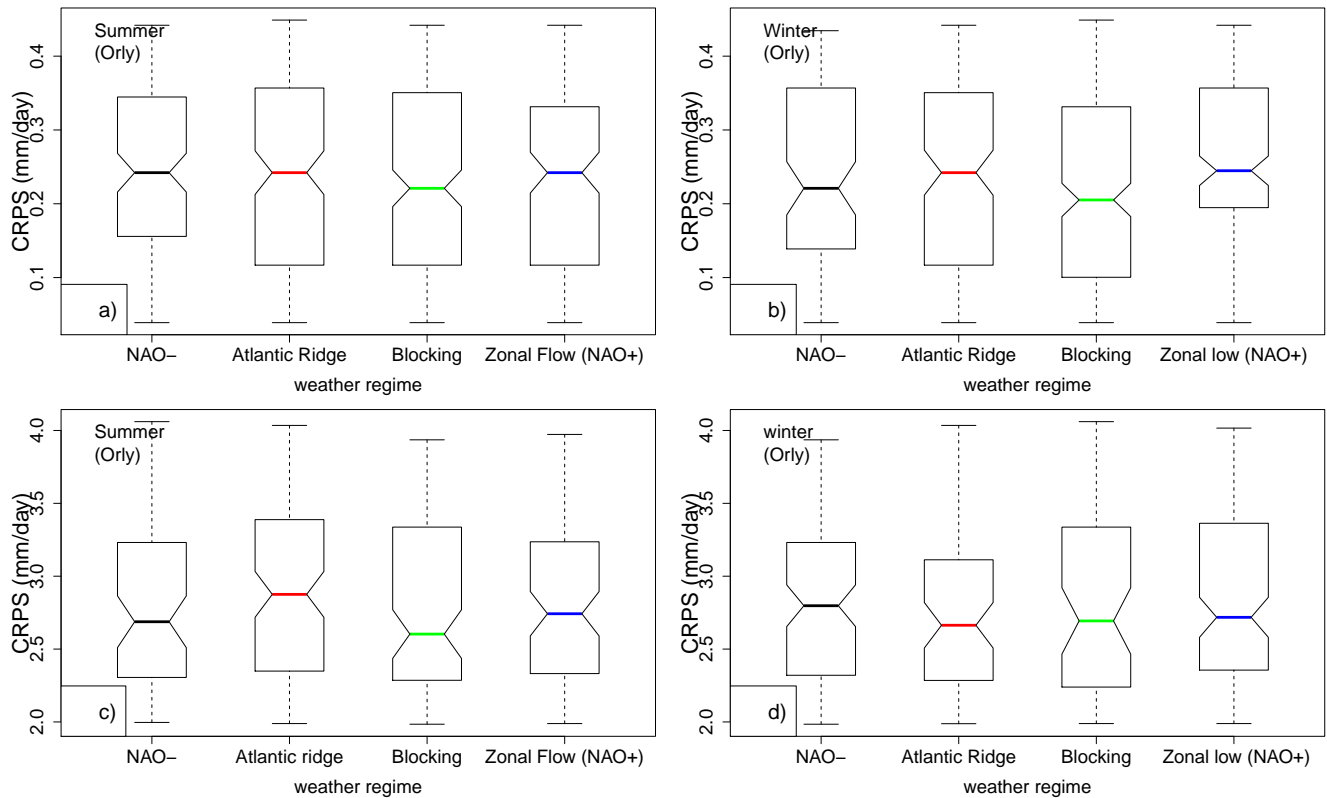 Summer
(Orly)
CRPS (mm/day)
0.4
0.3
0.2
0.1
a)
NAO−
Atlantic Ridge
Blocking
Zonal Flow (NAO+)
weather regime
Winter
(Orly)
CRPS (mm/day)
0.4
0.3
0.2
0.1
b)
NAO−
Atlantic Ridge
Blocking
Zonal low (NAO+)
weather regime
Summer
(Orly)
CRPS (mm/day)
4.0
3.5
3.0
2.5
2.0
c)
NAO−
Atlantic ridge
Blocking
Zonal Flow (NAO+)
weather regime
winter
(Orly)
CRPS (mm/day)
4.0
3.5
3.0
2.5
2.0
d)
NAO−
Atlantic Ridge
Blocking
Zonal low (NAO+)
weather regime